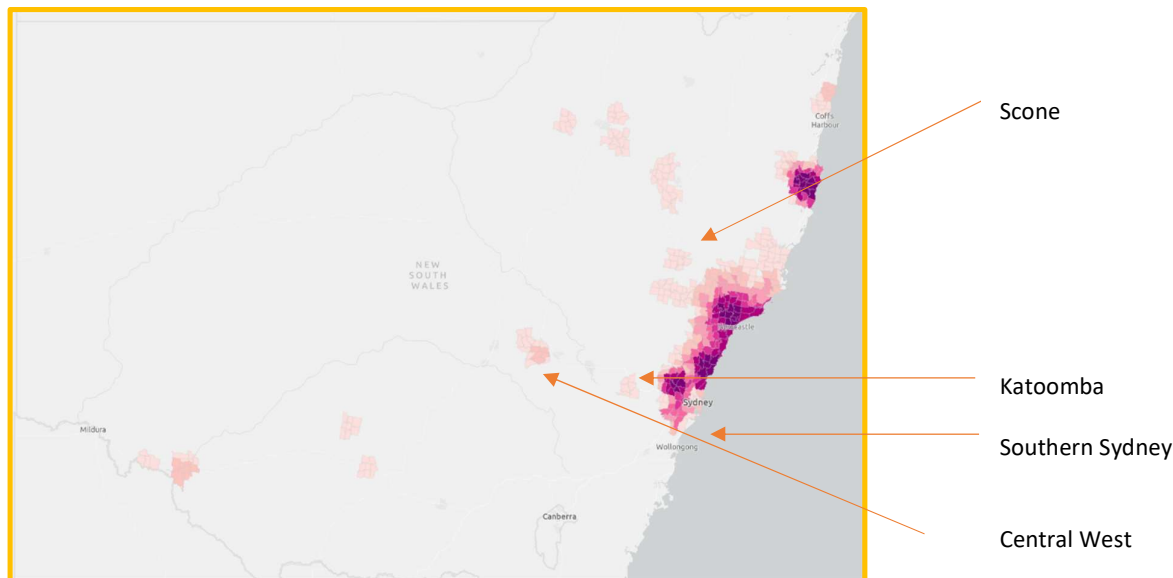 Scone
Coffs
Harbour
NEW
SOUTH
WALES
Newcastle
Katoomba
Sydney
Mildura
Southern Sydney
Wollongong
Canberra
Central West